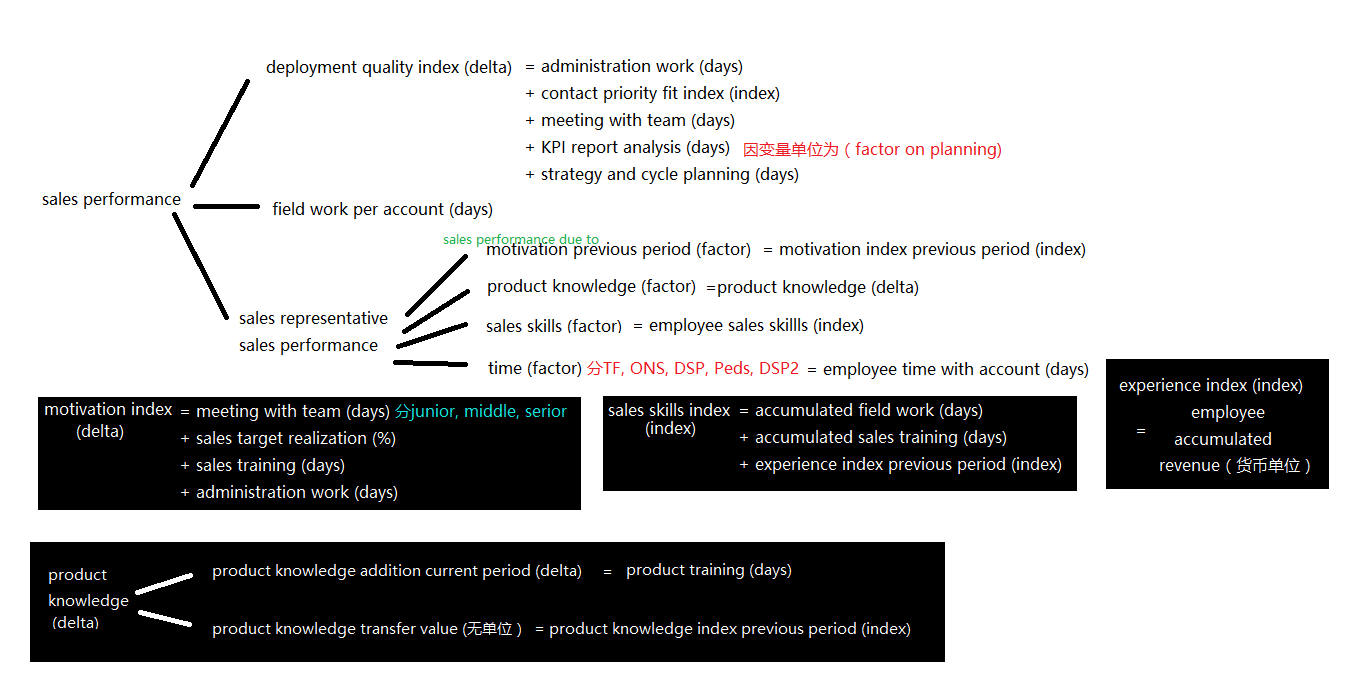 deployment quality index (delta) = administration work (days)
+ contact priority fit index (index)
+ meeting with team (days)
+ KPI report analysis (days) 因变量单位为 ( factor on planning)
+ strategy and cycle planning (days)
sales performance
field work per account (days)
sales performance due to
motivation previous period (factor) = motivation index previous period (index)
product knowledge (factor) =product knowledge (delta)
sales representative
sales performance
sales skills (factor) = employee sales skillls (index)
time (factor) 分TF, ONS, DSP, Peds, DSP2 = employee time with account (days)
motivation index (delta) = meeting with team (days) 分junior, middle, serior
+ sales target realization (%)
+ sales training (days)
+ administration work (days)
sales skills index (index) = accumulated field work (days)
+ accumulated sales training (days)
+ experience index previous period (index)
experience index (index)
= employee
accumulated
revenue ( 货币单位 )
product
knowledge
(delta)
product knowledge addition current period (delta) = product training (days)
product knowledge transfer value (无单位 ) = product knowledge index previous period (index)